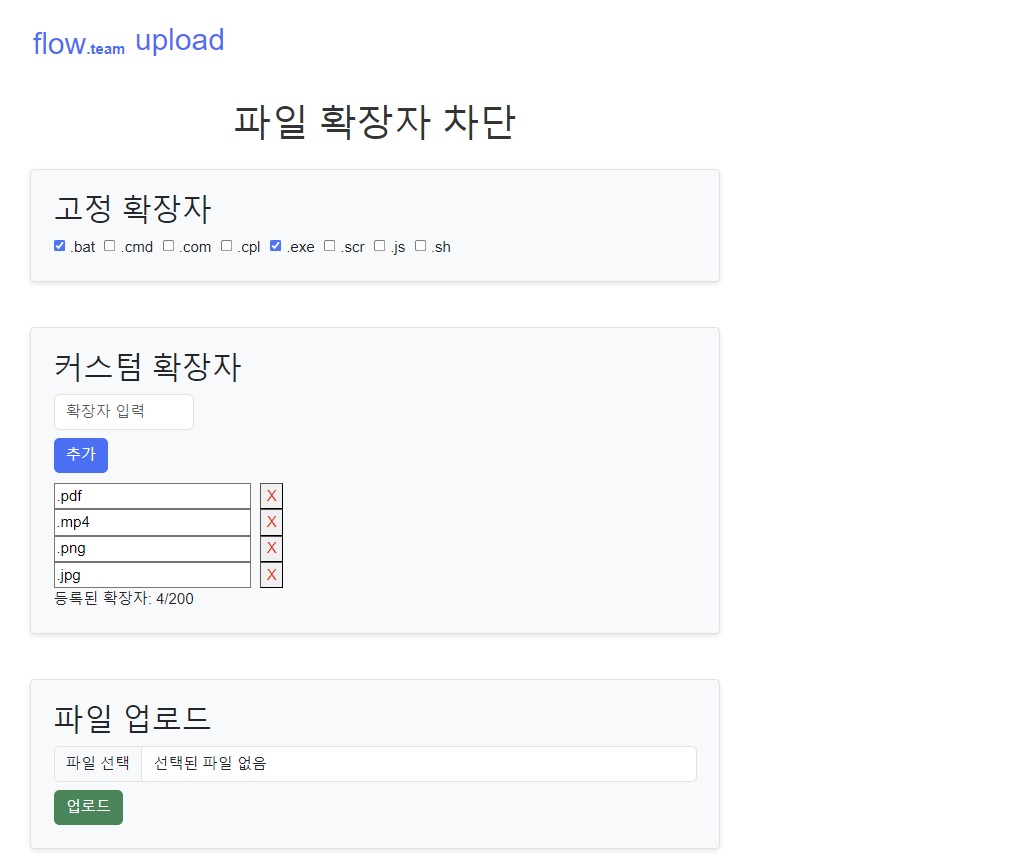 flow.team upload
파일 확장자 차단
고정 확장자
.bat .cmd .com .cpl .exe .scr .js .sh
커스텀 확장자
확장자 입력
추가
.pdf X
.mp4 X
.png X
.jpg X
등록된 확장자: 4/200
파일 업로드
파일 선택 선택된 파일 없음
업로드